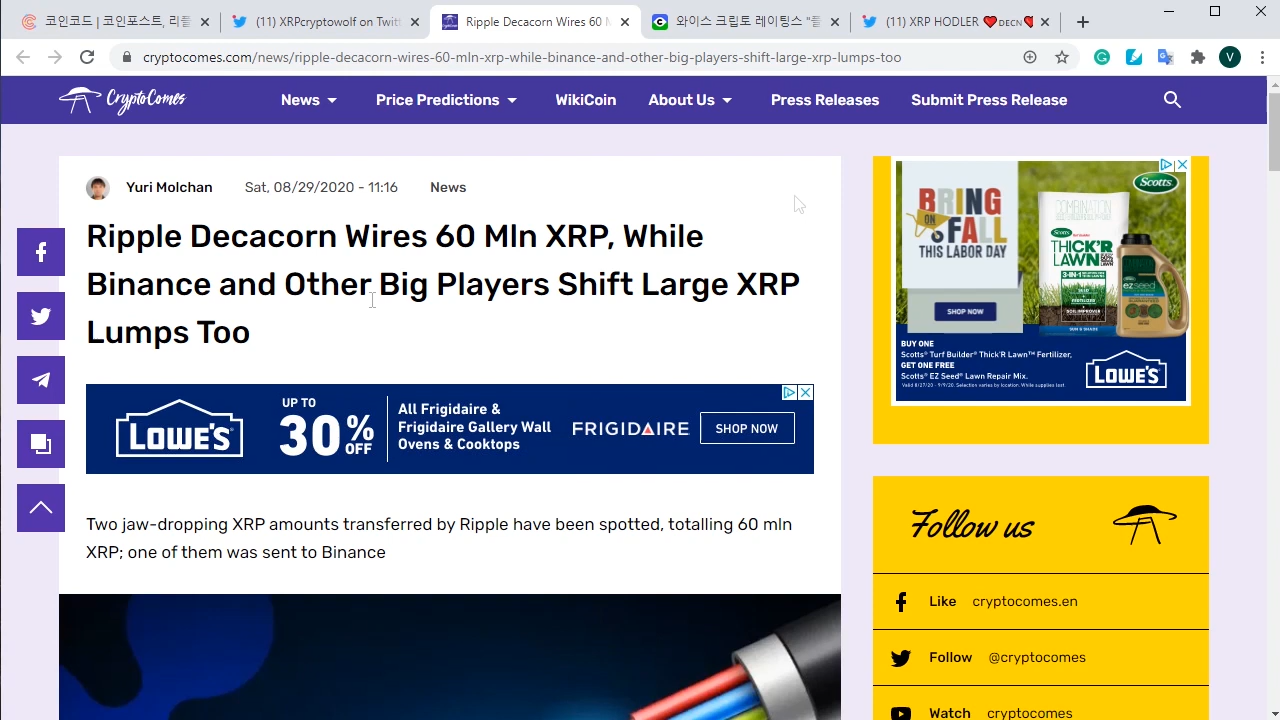 코인코드 | 코인포스트, 리플
(11) XRPcryptowolf on Twitt
Ripple Decacorn Wires 60 M
와이스 크립토 레이팅스 "플
(11) XRP HODLER ❤️DECN❤️
cryptocomes.com/news/ripple-decacorn-wires-60-mln-xrp-while-binance-and-other-big-players-shift-large-xrp-lumps-too
V
CryptoComes
News
Price Predictions
WikiCoin
About Us
Press Releases
Submit Press Release
Yuri Molchan
Sat, 08/29/2020 - 11:16
News
Ripple Decacorn Wires 60 Mln XRP, While
Binance and Other Big Players Shift Large XRP
Lumps Too
LOWE'S
UP TO
30%
OFF
All Frigidaire &
Frigidaire Gallery Wall
Ovens & Cooktops
FRIGIDAIRE
SHOP NOW
Two jaw-dropping XRP amounts transferred by Ripple have been spotted, totalling 60 mln
XRP; one of them was sent to Binance
BRING
ON
FALL
THIS LABOR DAY
SHOP NOW
Scotts
COMBINATION
Scotts
THICK'R
LAWN
3-IN-1
SEED
FERTILIZER
SOIL IMPROVER
SUN & SHADE
ezseed
BUY ONE
Scotts® Turf Builder® Thick'R Lawn™ Fertilizer,
GET ONE FREE
Scotts® EZ Seed® Lawn Repair Mix.
Valid 8/27/20 - 9/9/20. Selection varies by location. While supplies last.
LOWE'S
Follow us
Like cryptocomes.en
Follow @cryptocomes
Watch cryptocomes